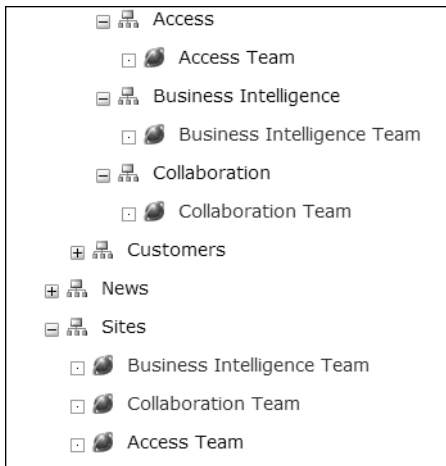 Access
Access Team
Business Intelligence
Business Intelligence Team
Collaboration
Collaboration Team
Customers
News
Sites
Business Intelligence Team
Collaboration Team
Access Team